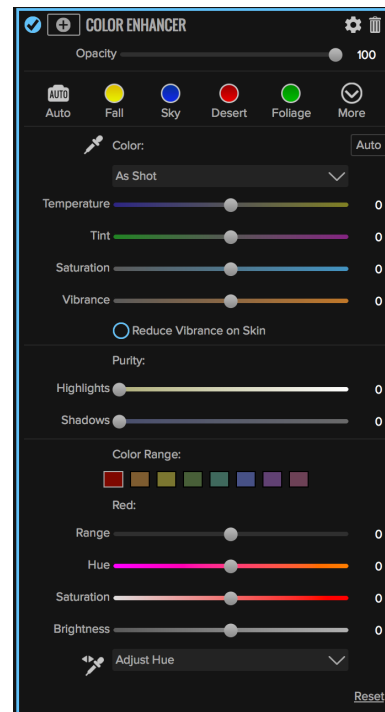 COLOR ENHANCER
Opacity 100
AUTO
Auto Fall Sky Desert Foliage More
Color: Auto
As Shot
Temperature 0
Tint 0
Saturation 0
Vibrance 0
Reduce Vibrance on Skin
Purity:
Highlights 0
Shadows 0
Color Range:
Red:
Range 0
Hue 0
Saturation 0
Brightness 0
Adjust Hue
Reset